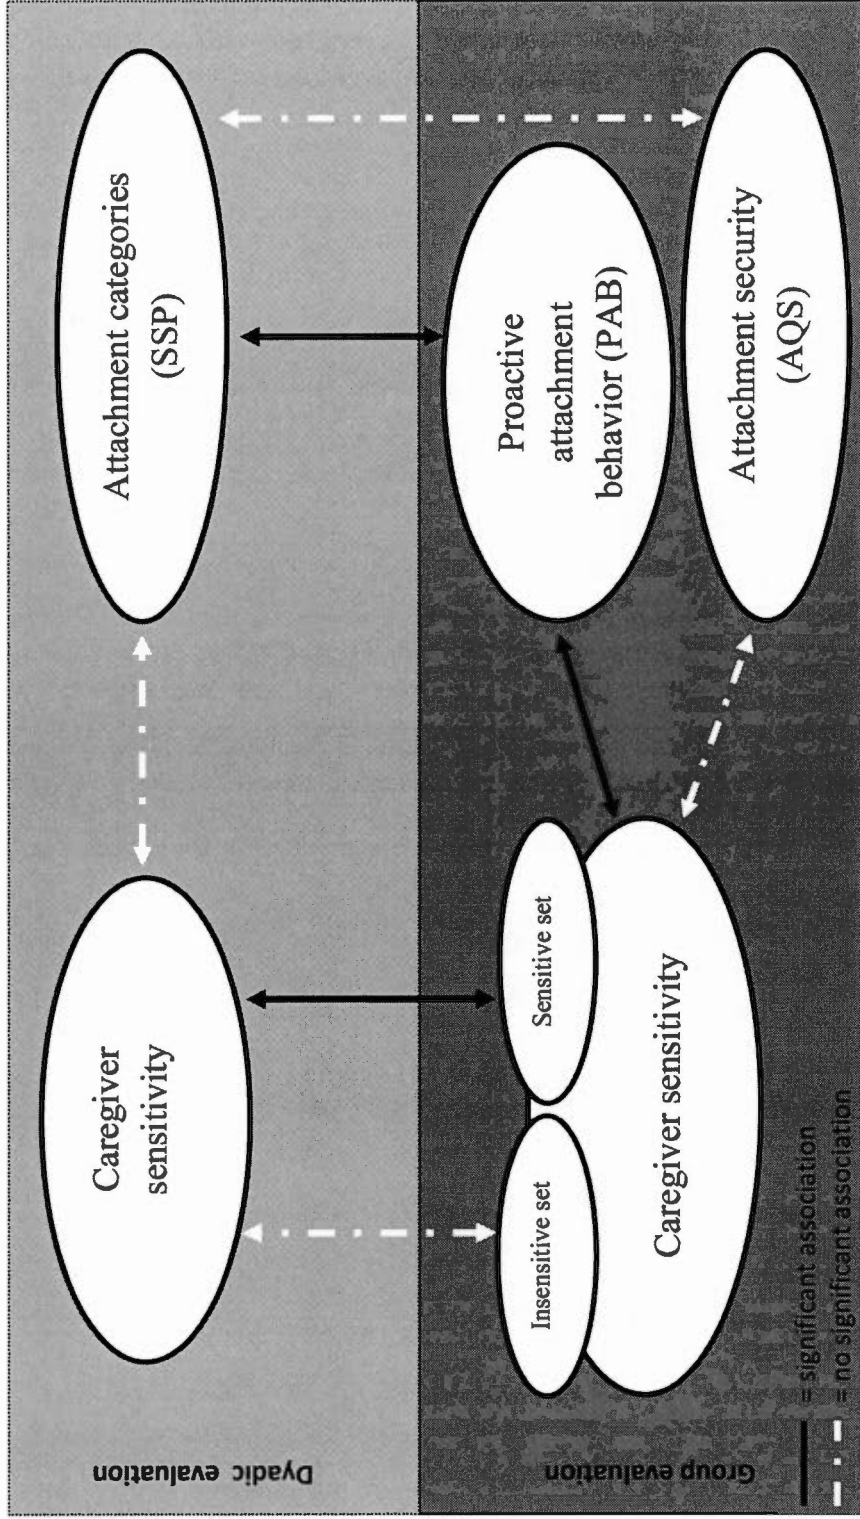 Dyadic evaluation
Caregiver
sensitivity
Attachment categories
(SSP)
Group evaluation
Insensitive set
Sensitive set
Caregiver sensitivity
Proactive
attachment
behavior (PAB)
Attachment security
(AQS)
= significant association
= no significant association